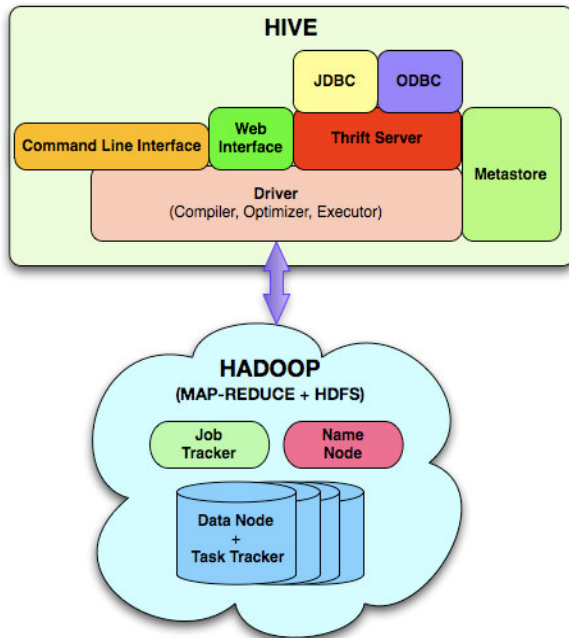 HIVE
JDBC
ODBC
Command Line Interface
Web
Interface
Thrift Server
Metastore
Driver
(Compiler, Optimizer, Executor)
HADOOP
(MAP-REDUCE + HDFS)
Job
Tracker
Name
Node
Data Node
+
Task Tracker